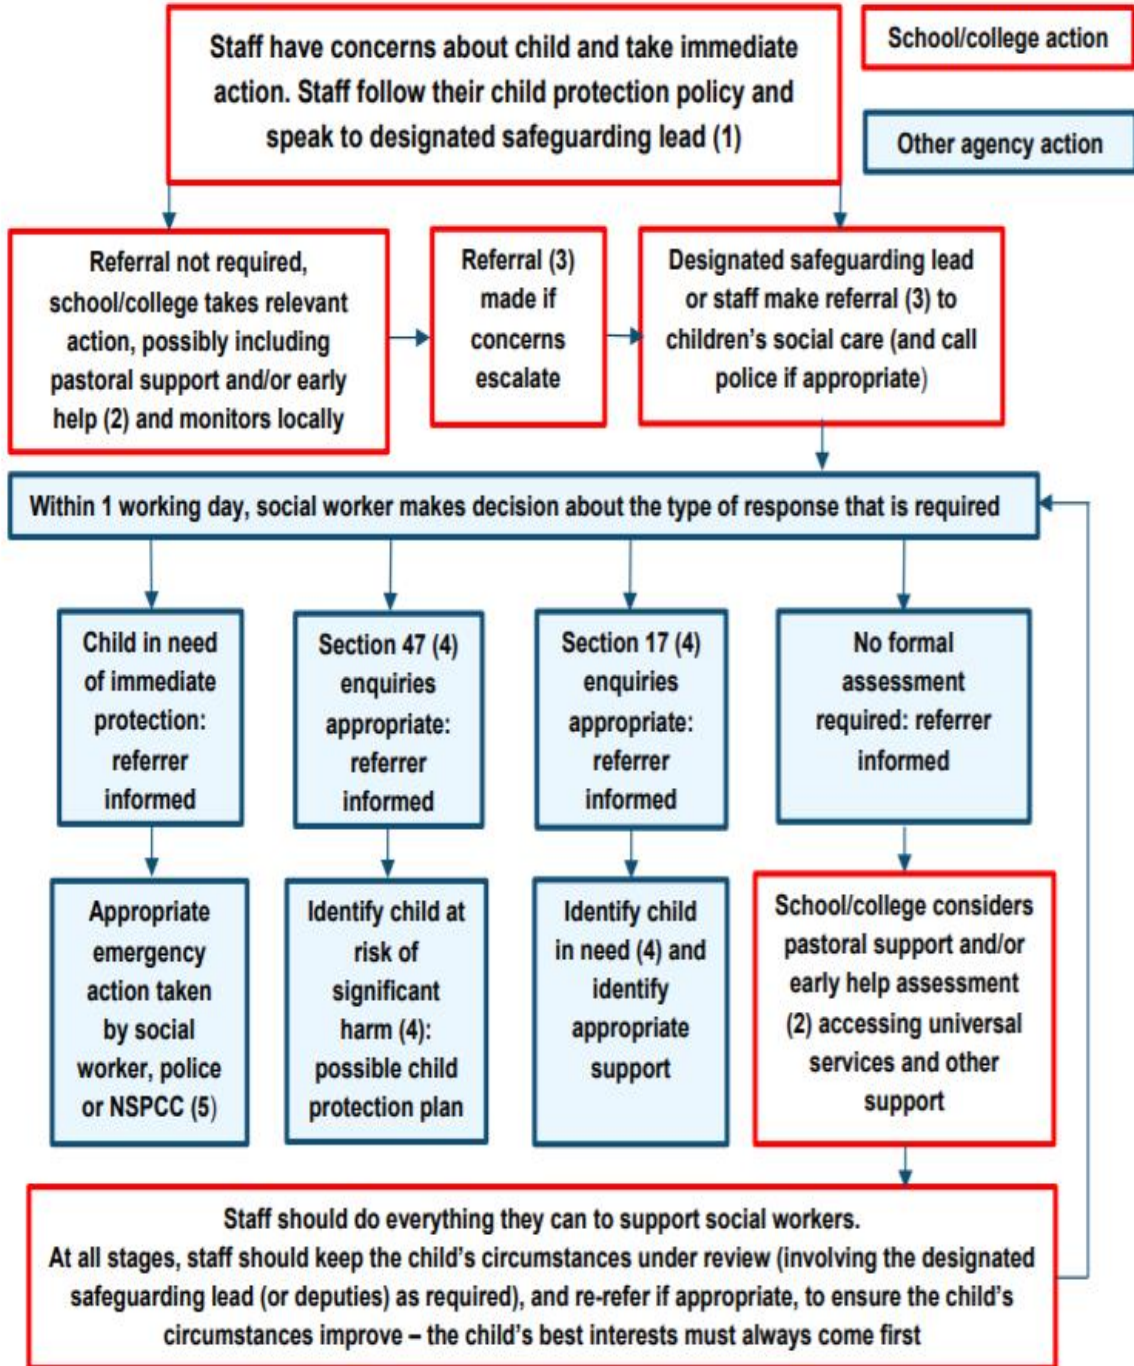 Staff have concerns about child and take immediate
action. Staff follow their child protection policy and
speak to designated safeguarding lead (1)
School/college action
Other agency action
Referral not required,
school/college takes relevant
action, possibly including
pastoral support and/or early
help (2) and monitors locally
Referral (3)
made if
concerns
escalate
Designated safeguarding lead
or staff make referral (3) to
children's social care (and call
police if appropriate)
Within 1 working day, social worker makes decision about the type of response that is required
Child in need
of immediate
protection:
referrer
informed
Section 47 (4)
enquiries
appropriate:
referrer
informed
Section 17 (4)
enquiries
appropriate:
referrer
informed
No formal
assessment
required: referrer
informed
Appropriate
emergency
action taken
by social
worker, police
or NSPCC (5)
Identify child at
risk of
significant
harm (4):
possible child
protection plan
Identify child
in need (4) and
identify
appropriate
support
School/college considers
pastoral support and/or
early help assessment
(2) accessing universal
services and other
support
Staff should do everything they can to support social workers.
At all stages, staff should keep the child's circumstances under review (involving the designated
safeguarding lead (or deputies) as required), and re-refer if appropriate, to ensure the child's
circumstances improve – the child's best interests must always come first